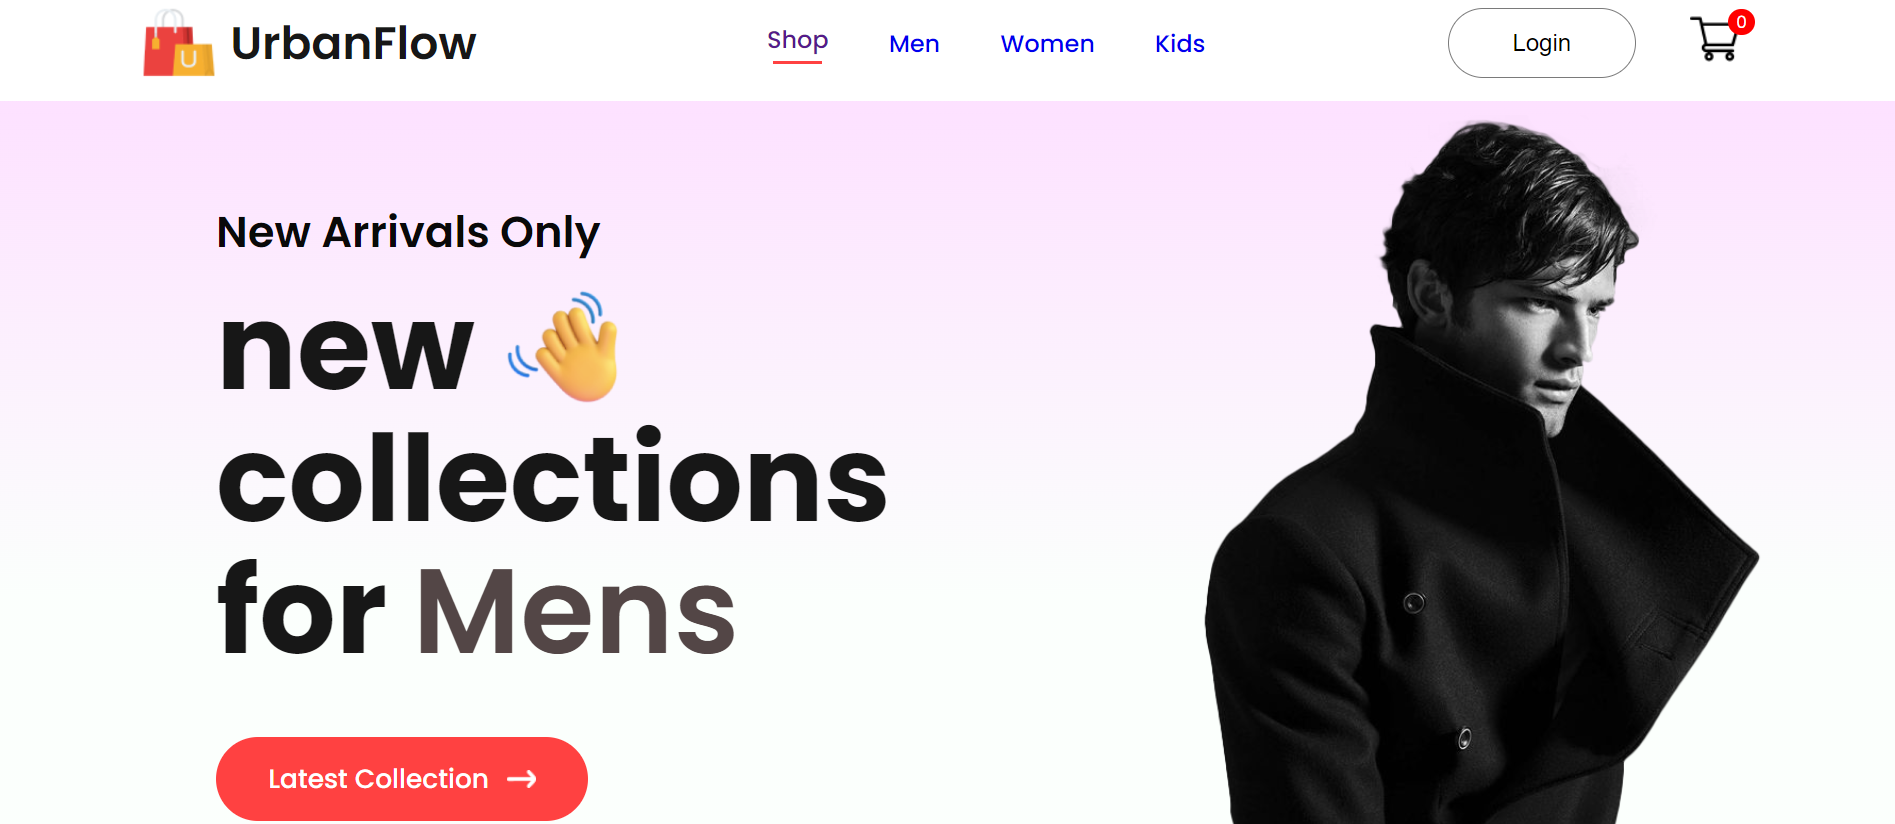 U
UrbanFlow
Shop
Men
Women
Kids
Login
0
New Arrivals Only
new
collections
for Mens
Latest Collection →